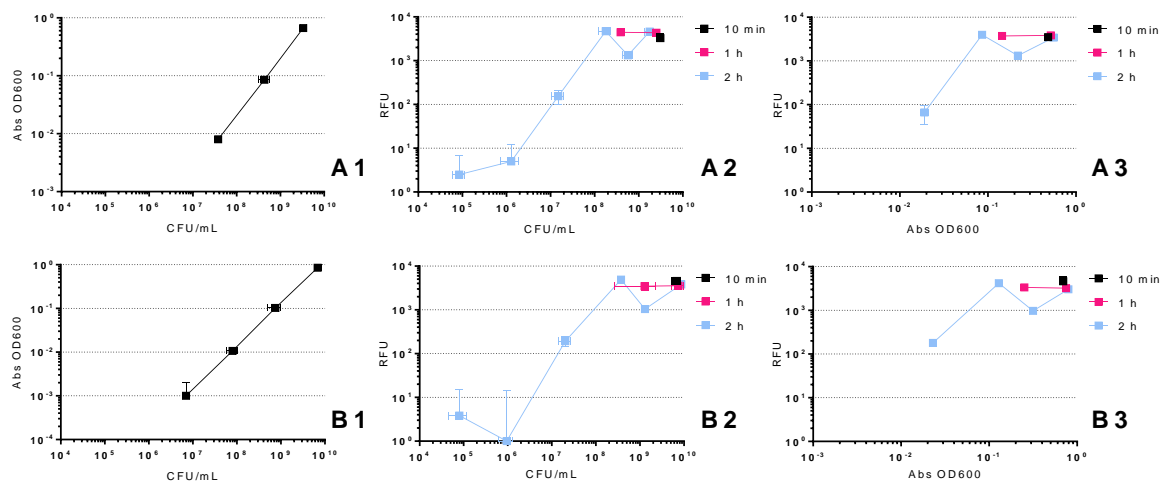 10⁰
10⁻¹
10⁻²
10⁻³
Abs OD600
10⁴ 10⁵ 10⁶ 10⁷ 10⁸ 10⁹ 10¹⁰
CFU/mL
A1
10⁴
10³
10²
10¹
10⁰
RFU
10⁴ 10⁵ 10⁶ 10⁷ 10⁸ 10⁹ 10¹⁰
CFU/mL
10 min
1 h
2 h
A2
10⁴
10³
10²
10¹
10⁰
RFU
10⁻³ 10⁻² 10⁻¹ 10⁰
Abs OD600
10 min
1 h
2 h
A3
10⁰
10⁻¹
10⁻²
10⁻³
10⁻⁴
Abs OD600
10⁴ 10⁵ 10⁶ 10⁷ 10⁸ 10⁹ 10¹⁰
CFU/mL
B1
10⁴
10³
10²
10¹
10⁰
RFU
10⁴ 10⁵ 10⁶ 10⁷ 10⁸ 10⁹ 10¹⁰
CFU/mL
10 min
1 h
2 h
B2
10⁴
10³
10²
10¹
10⁰
RFU
10⁻³ 10⁻² 10⁻¹ 10⁰
Abs OD600
10 min
1 h
2 h
B3